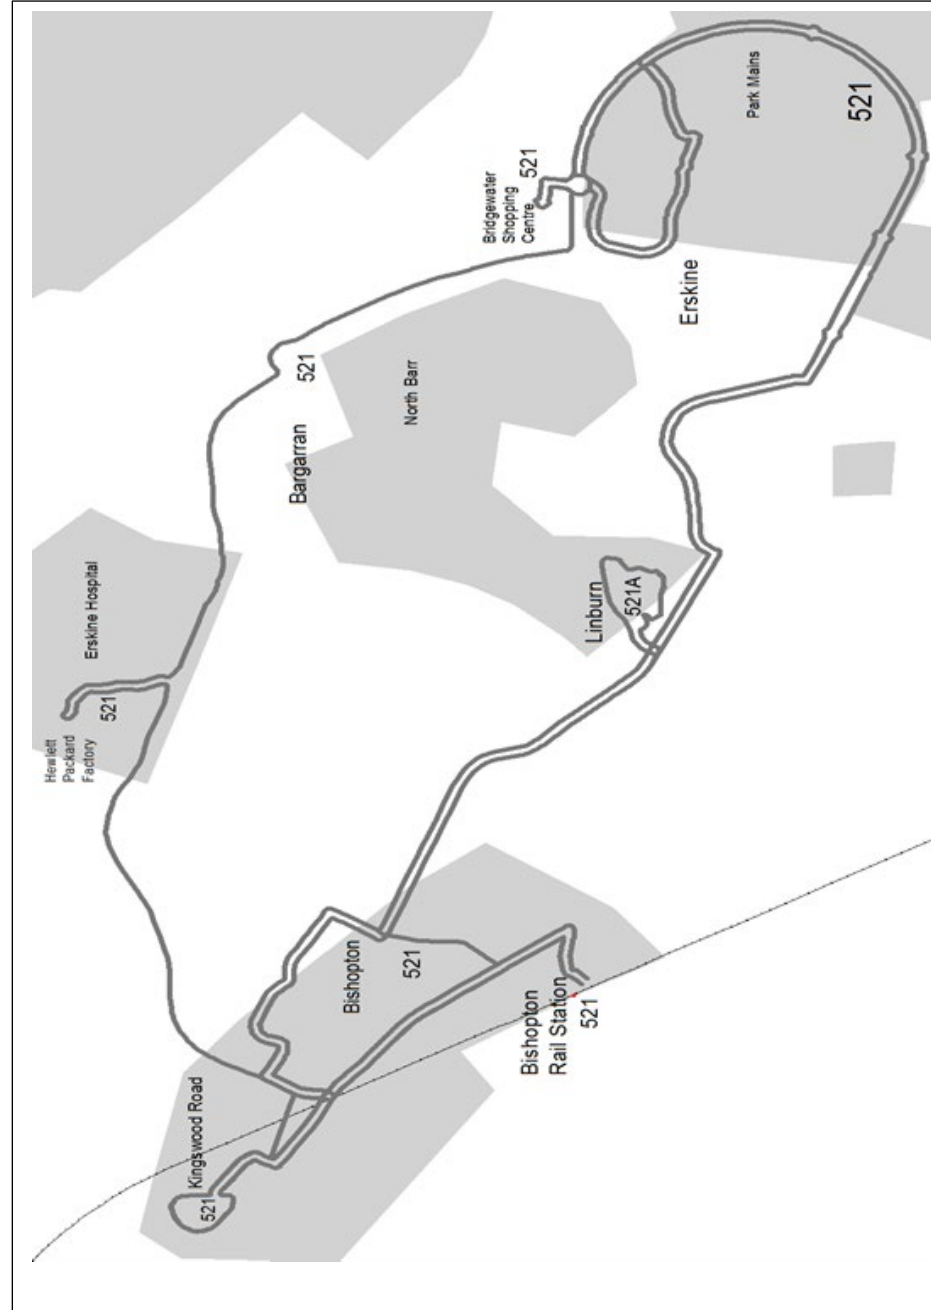 Park Mains
521
Bridgewater
Shopping
Centre
521
Erskine
North Barr
521
Bargarran
Erskine Hospital
521
Hewlett
Packard
Factory
Linburn
521A
Bishopton
521
Bishopton
Rail Station
521
Kingswood Road
521